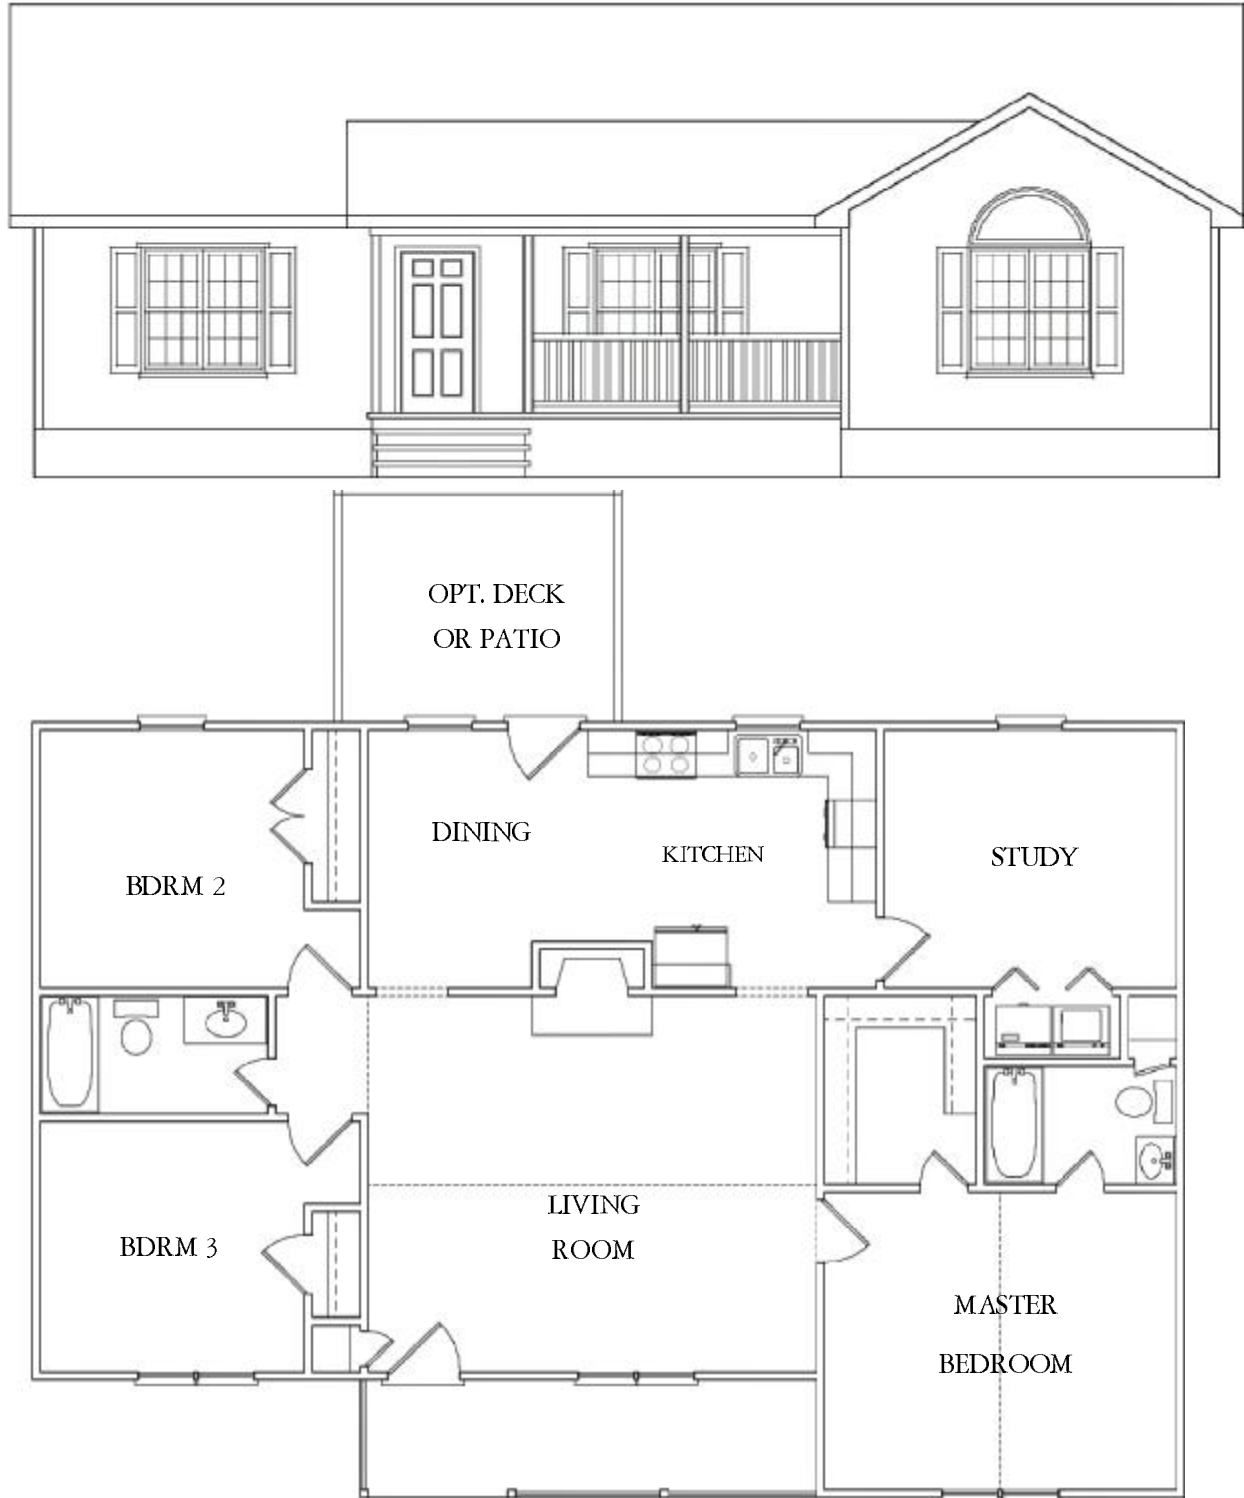 OPT. DECK
OR PATIO
DINING
KITCHEN
STUDY
BDRM 2
LIVING
ROOM
BDRM 3
MASTER
BEDROOM